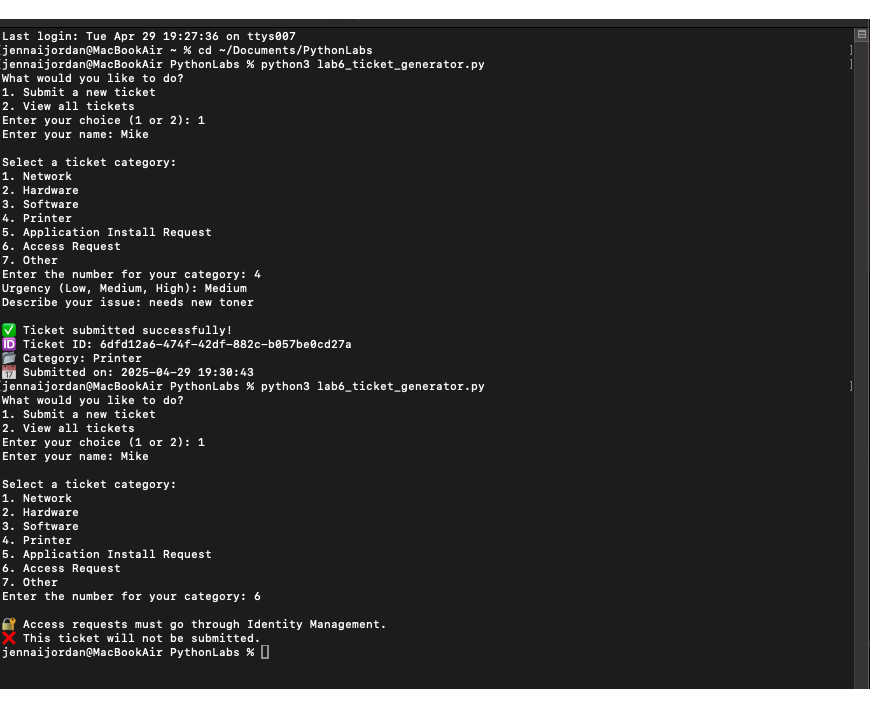 Last login: Tue Apr 29 19:27:36 on ttys007
[jennaijordan@MacBookAir ~ % cd ~/Documents/PythonLabs ]
[jennaijordan@MacBookAir PythonLabs % python3 lab6_ticket_generator.py ]
What would you like to do?
1. Submit a new ticket
2. View all tickets
Enter your choice (1 or 2): 1
Enter your name: Mike
Select a ticket category:
1. Network
2. Hardware
3. Software
4. Printer
5. Application Install Request
6. Access Request
7. Other
Enter the number for your category: 4
Urgency (Low, Medium, High): Medium
Describe your issue: needs new toner
✅ Ticket submitted successfully!
🆔 Ticket ID: 6dfd12a6-474f-42df-882c-b057be0cd27a
📂 Category: Printer
📅 Submitted on: 2025-04-29 19:30:43
[jennaijordan@MacBookAir PythonLabs % python3 lab6_ticket_generator.py ]
What would you like to do?
1. Submit a new ticket
2. View all tickets
Enter your choice (1 or 2): 1
Enter your name: Mike
Select a ticket category:
1. Network
2. Hardware
3. Software
4. Printer
5. Application Install Request
6. Access Request
7. Other
Enter the number for your category: 6
🔐 Access requests must go through Identity Management.
❌ This ticket will not be submitted.
jennaijordan@MacBookAir PythonLabs %